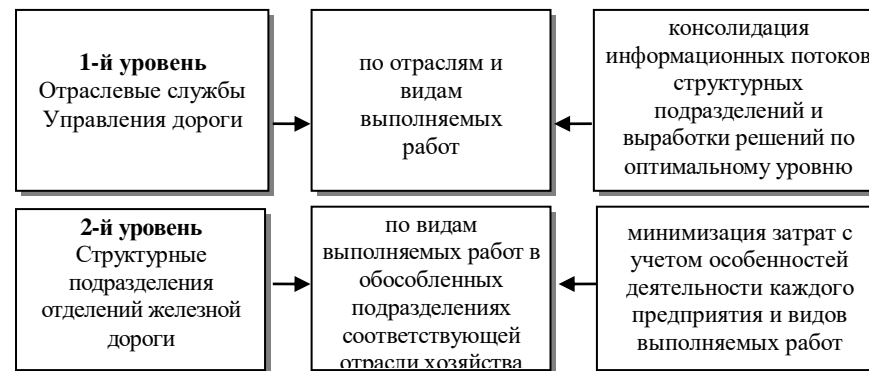 1-й уровень
Отраслевые службы
Управления дороги
по отраслям и
видам
выполняемых
работ
консолидация
информационных потоков
структурных
подразделений и
выработки решений по
оптимальному уровню
2-й уровень
Структурные
подразделения
отделений железной
дороги
по видам
выполняемых работ в
обособленных
подразделениях
соответствующей
отрасли хозяйства
минимизация затрат с
учетом особенностей
деятельности каждого
предприятия и видов
выполняемых работ